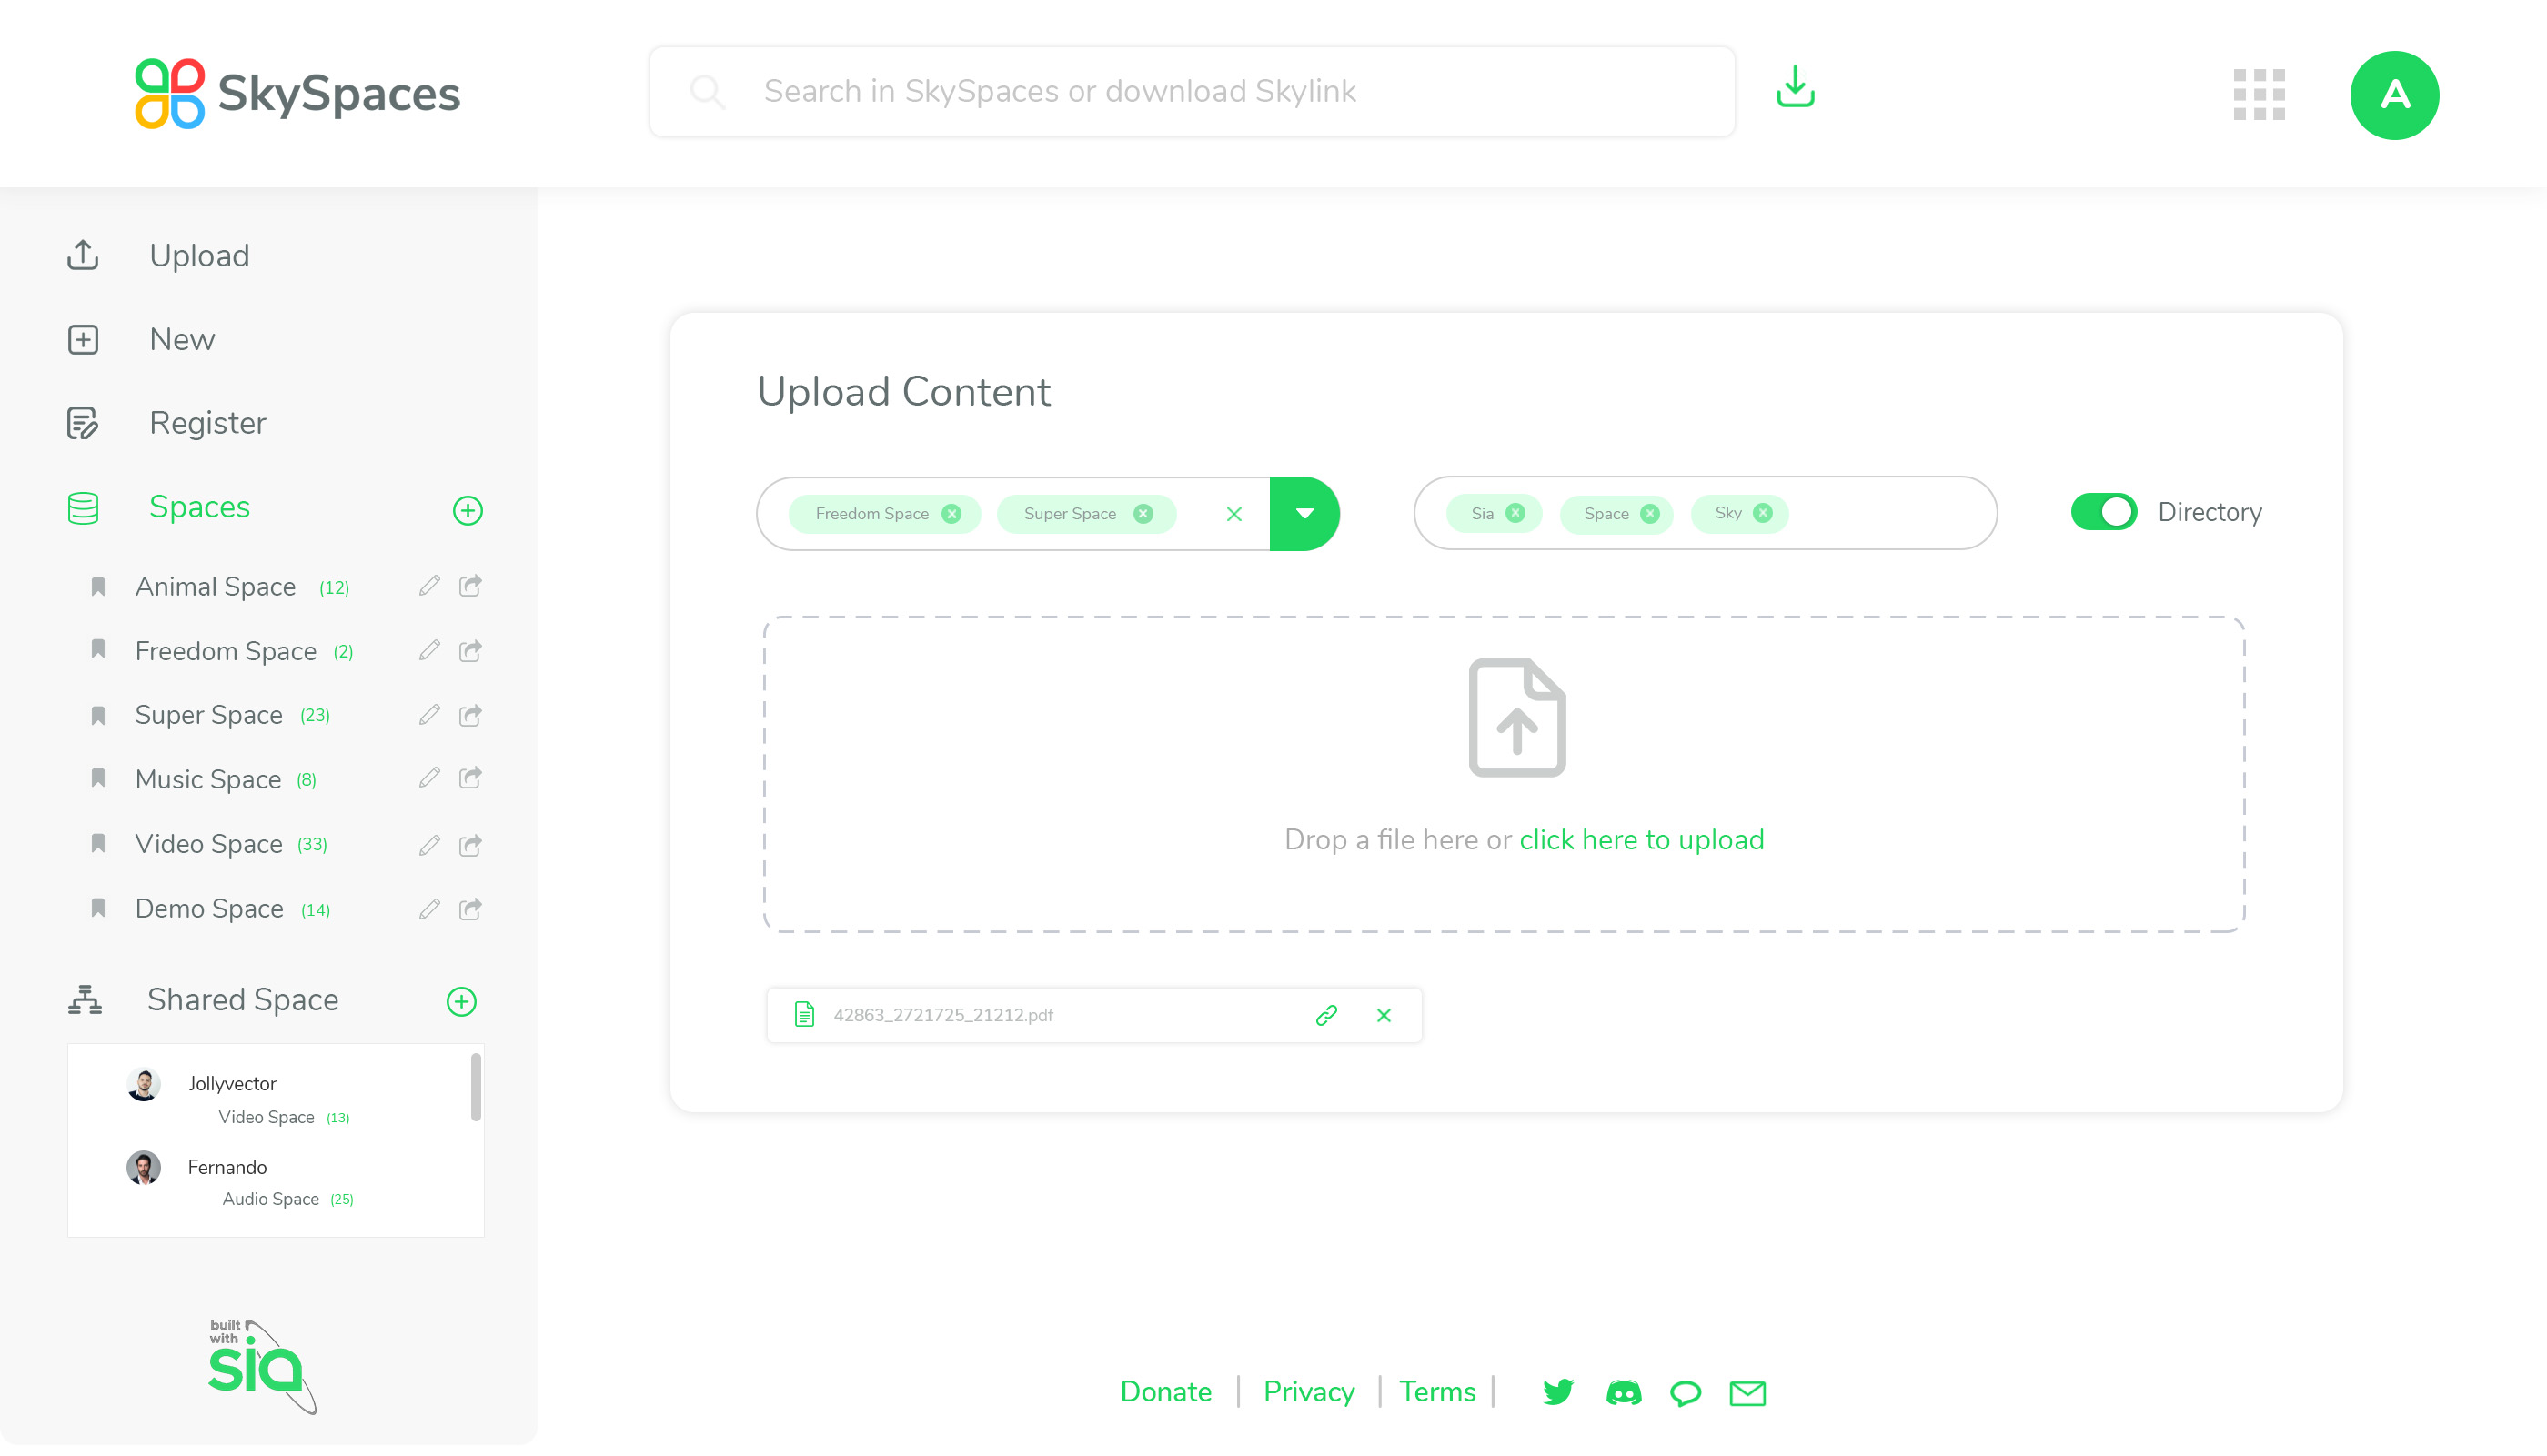 SkySpaces
Search in SkySpaces or download Skylink
A
Upload
New
Register
Spaces
Animal Space (12)
Freedom Space (2)
Super Space (23)
Music Space (8)
Video Space (33)
Demo Space (14)
Shared Space
Jollyvector
Video Space (13)
Fernando
Audio Space (25)
built
with
sia
Upload Content
Freedom Space Super Space
Sia Space Sky
Directory
Drop a file here or click here to upload
42863_2721725_21212.pdf
Donate | Privacy | Terms |